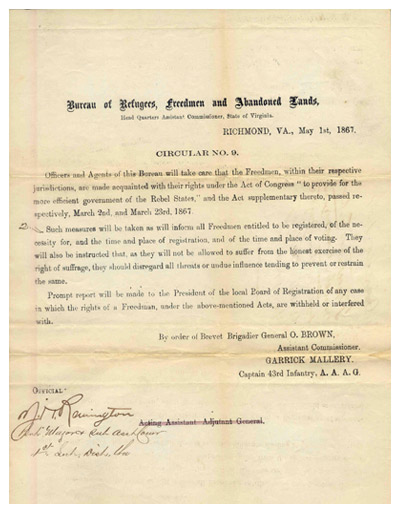 Bureau of Refugees, Freedmen and Abandoned Lands,
Head Quarters Assistant Commissioner, State of Virginia.
RICHMOND, VA., May 1st, 1867.
CIRCULAR NO. 9.
Officers and Agents of this Bureau will take care that the Freedmen, within their respective
jurisdictions, are made acquainted with their rights under the Act of Congress "to provide for the
more efficient government of the Rebel States," and the Act supplementary thereto, passed re-
spectively, March 2nd, and March 23rd, 1867.
Such measures will be taken as will inform all Freedmen entitled to be registered, of the ne-
cessity for, and the time and place of registration, and of the time and place of voting. They
will also be instructed that, as they will not be allowed to suffer from the honest exercise of the
right of suffrage, they should disregard all threats or undue influence tending to prevent or restrain
the same.
Prompt report will be made to the President of the local Board of Registration of any case
in which the rights of a Freedman, under the above-mentioned Acts, are withheld or interfered
with.
By order of Brevet Brigadier General O. BROWN,
Assistant Commissioner.
GARRICK MALLERY,
Captain 43rd Infantry, A. A. A. G.
OFFICIAL
Acting Assistant Adjutant General.